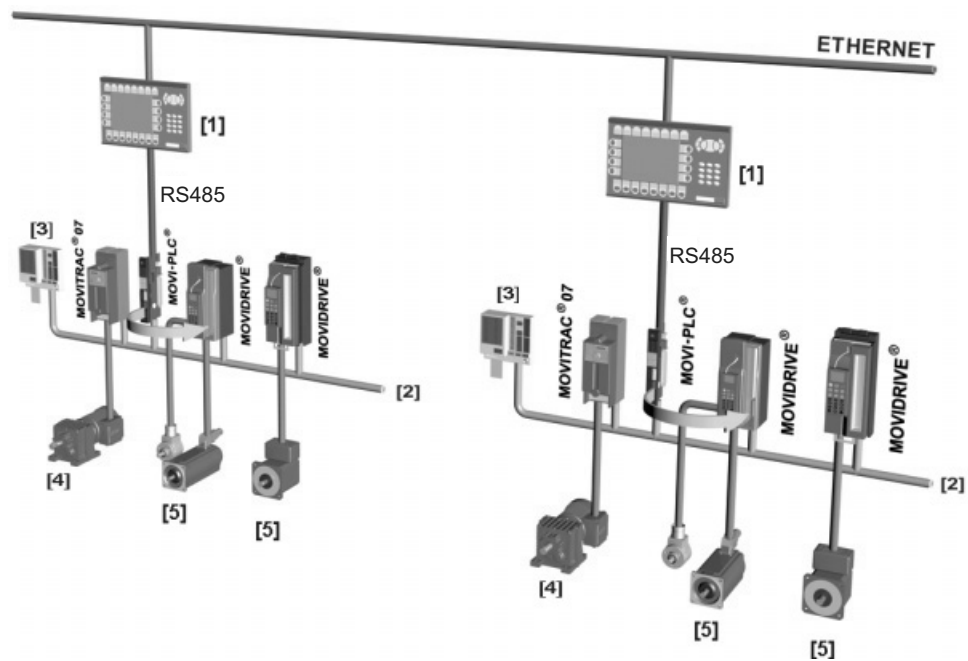 ETHERNET
[1]
RS485
[3]
MOVITRAC® 07
MOVI-PLC®
MOVIDRIVE®
MOVIDRIVE®
[2]
[4]
[5]
[5]
[1]
RS485
[3]
MOVITRAC® 07
MOVI-PLC®
MOVIDRIVE®
MOVIDRIVE®
[2]
[4]
[5]
[5]